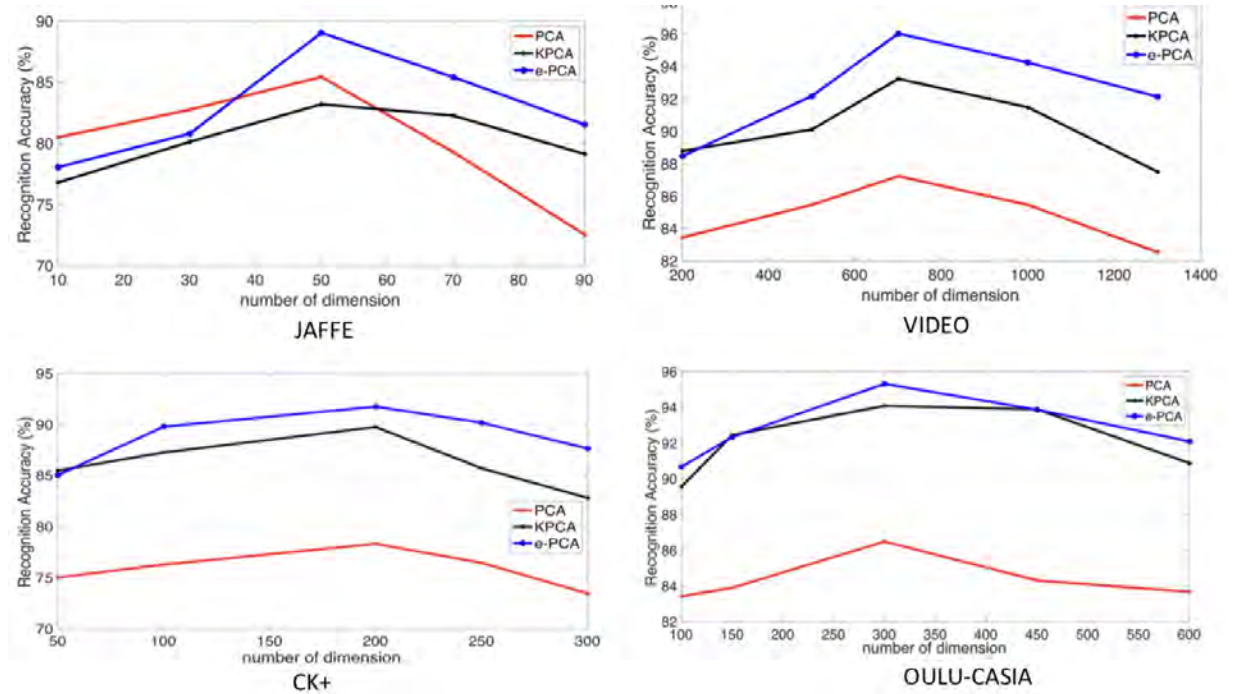 Recognition Accuracy (%)
90
85
80
75
70
PCA
KPCA
e-PCA
10 20 30 40 50 60 70 80 90
number of dimension
JAFFE
Recognition Accuracy (%)
96
94
92
90
88
86
84
82
PCA
KPCA
e-PCA
200 400 600 800 1000 1200 1400
number of dimension
VIDEO
Recognition Accuracy (%)
95
90
85
80
75
70
PCA
KPCA
e-PCA
50 100 150 200 250 300
number of dimension
CK+
Recognition Accuracy (%)
96
94
92
90
88
86
84
82
PCA
KPCA
e-PCA
100 150 200 250 300 350 400 450 500 550 600
number of dimension
OULU-CASIA